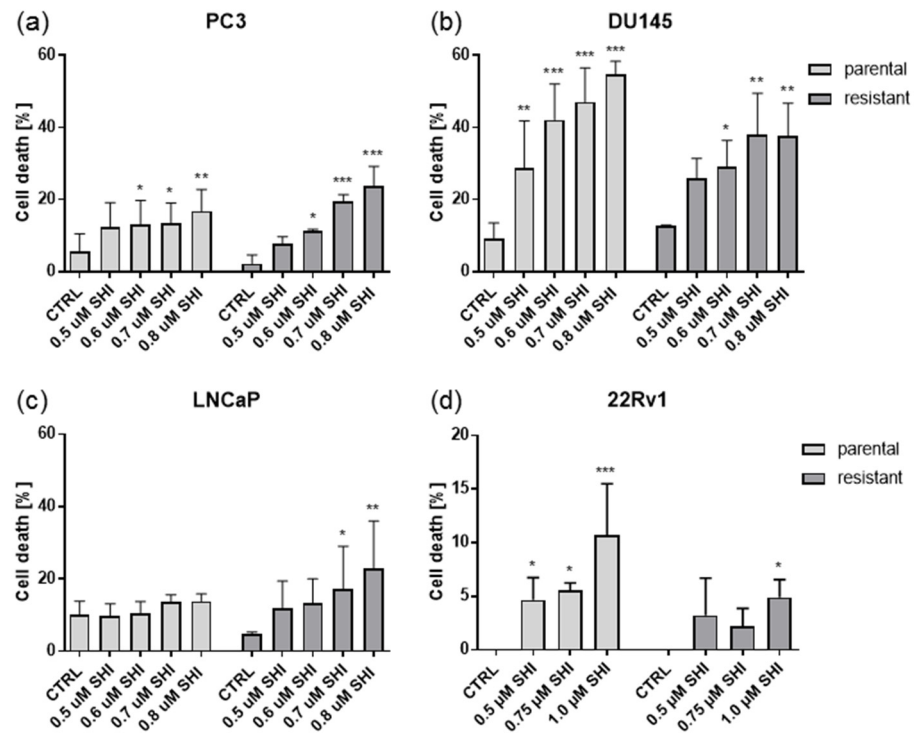 (a) PC3
Cell death [%]
60
40
20
0
* * **
* *** ***
CTRL
0.5 uM SHI
0.6 uM SHI
0.7 uM SHI
0.8 uM SHI
CTRL
0.5 uM SHI
0.6 uM SHI
0.7 uM SHI
0.8 uM SHI
(b) DU145
Cell death [%]
60
40
20
0
** *** *** ***
* ** **
CTRL
0.5 uM SHI
0.6 uM SHI
0.7 uM SHI
0.8 uM SHI
CTRL
0.5 uM SHI
0.6 uM SHI
0.7 uM SHI
0.8 uM SHI
parental
resistant
(c) LNCaP
Cell death [%]
60
40
20
0
* **
CTRL
0.5 uM SHI
0.6 uM SHI
0.7 uM SHI
0.8 uM SHI
CTRL
0.5 uM SHI
0.6 uM SHI
0.7 uM SHI
0.8 uM SHI
(d) 22Rv1
Cell death [%]
20
15
10
5
0
* * ***
*
CTRL
0.5 µM SHI
0.75 µM SHI
1.0 µM SHI
CTRL
0.5 µM SHI
0.75 µM SHI
1.0 µM SHI
parental
resistant